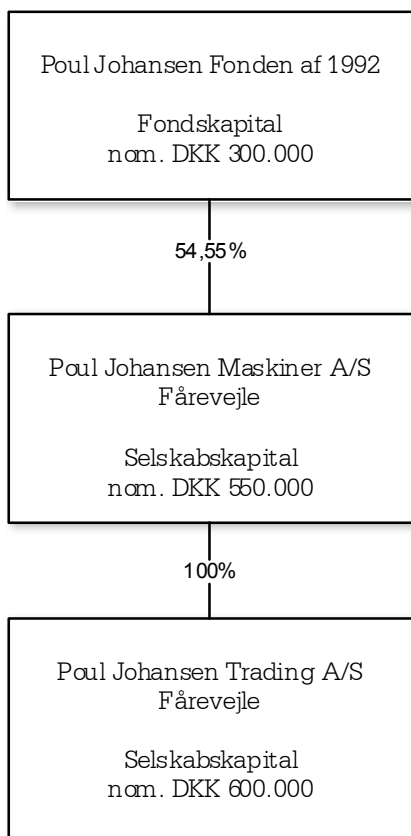 Poul Johansen Fonden af 1992
Fondskapital
nom. DKK 300.000
54,55%
Poul Johansen Maskiner A/S
Fårevejle
Selskabskapital
nom. DKK 550.000
100%
Poul Johansen Trading A/S
Fårevejle
Selskabskapital
nom. DKK 600.000